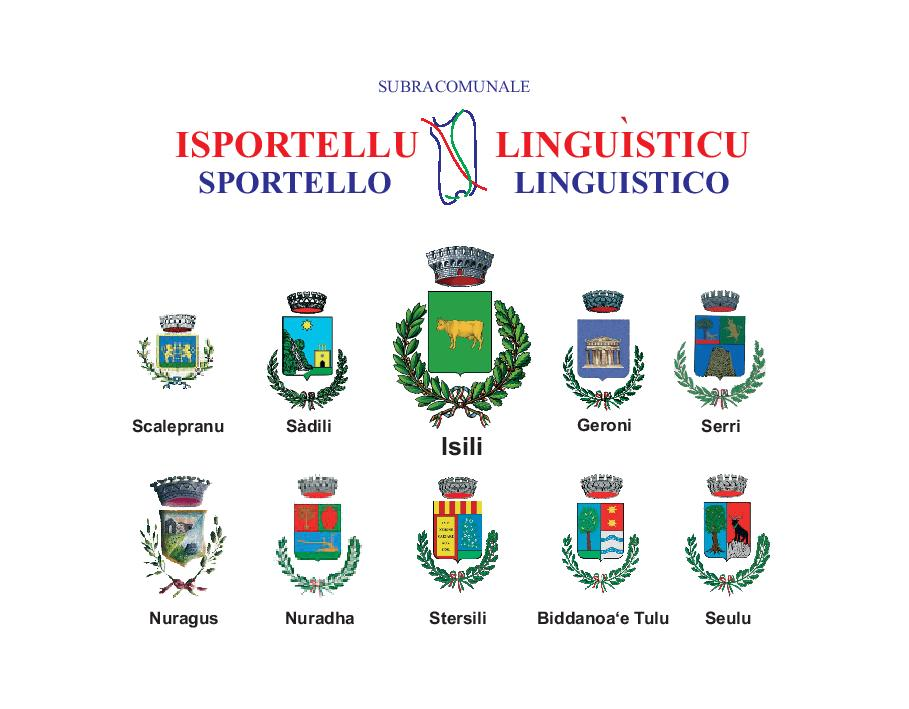 SUBRACOMUNALE
ISPORTELLU LINGUÌSTICU
SPORTELLO LINGUISTICO
Scalepranu Sàdili Isili Geroni Serri
Nuragus Nuradha Stersili Biddanoa‘e Tulu Seulu